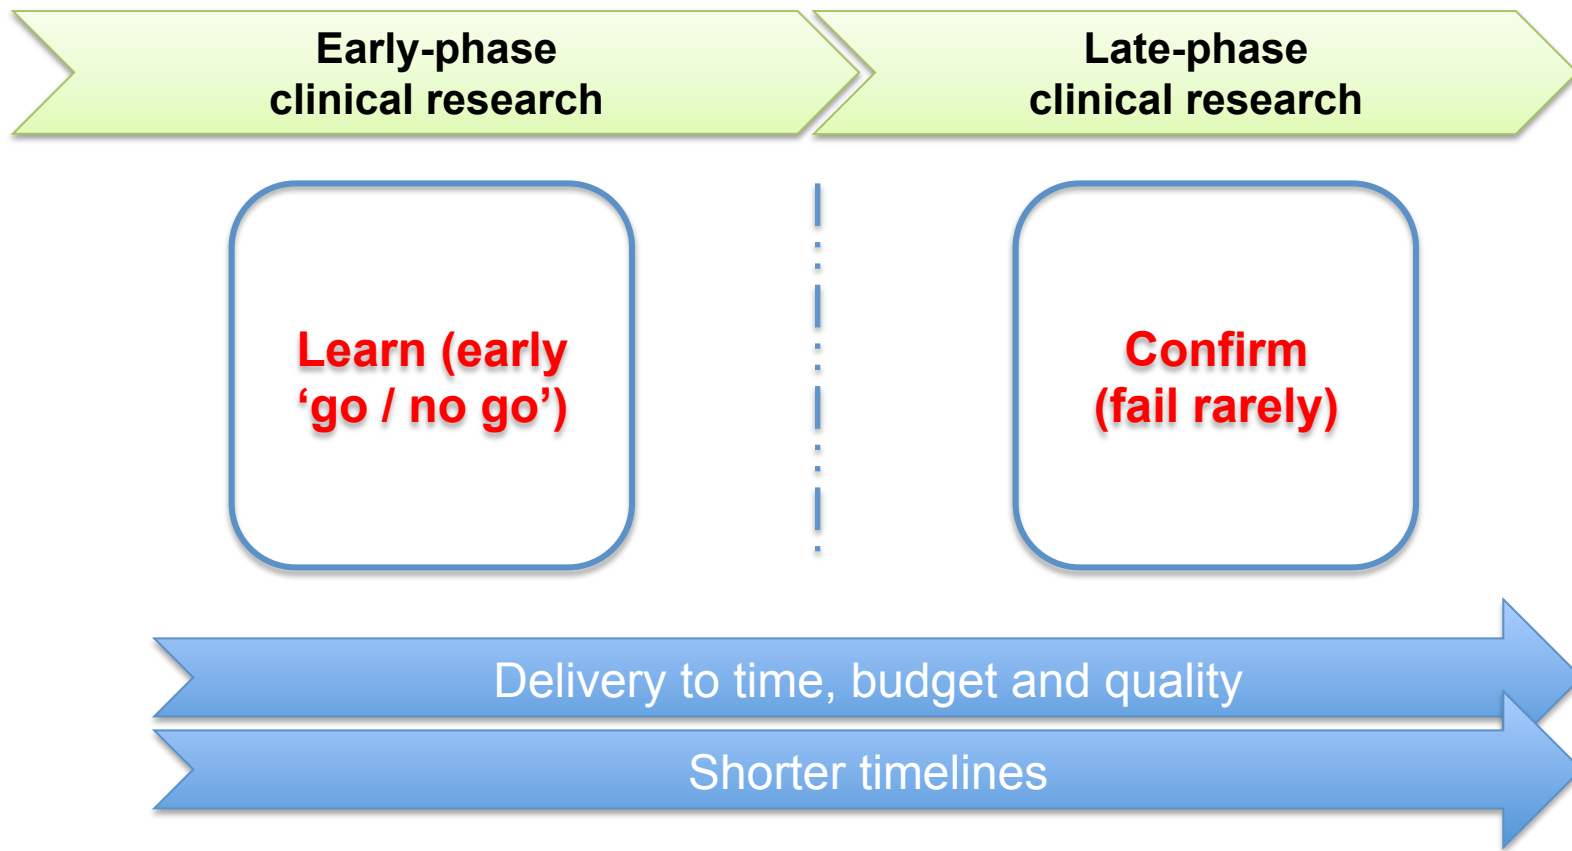 Early-phase
clinical research
Late-phase
clinical research
Learn (early
‘go / no go’)
Confirm
(fail rarely)
Delivery to time, budget and quality
Shorter timelines